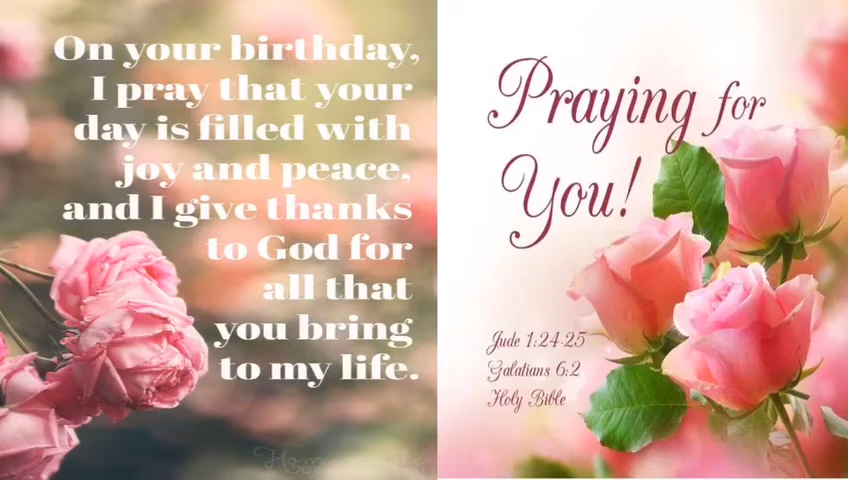 On your birthday,
I pray that your
day is filled with
joy and peace,
and I give thanks
to God for
all that
you bring
to my life.
Praying for
You!
Jude 1:24-25
Galatians 6:2
Holy Bible